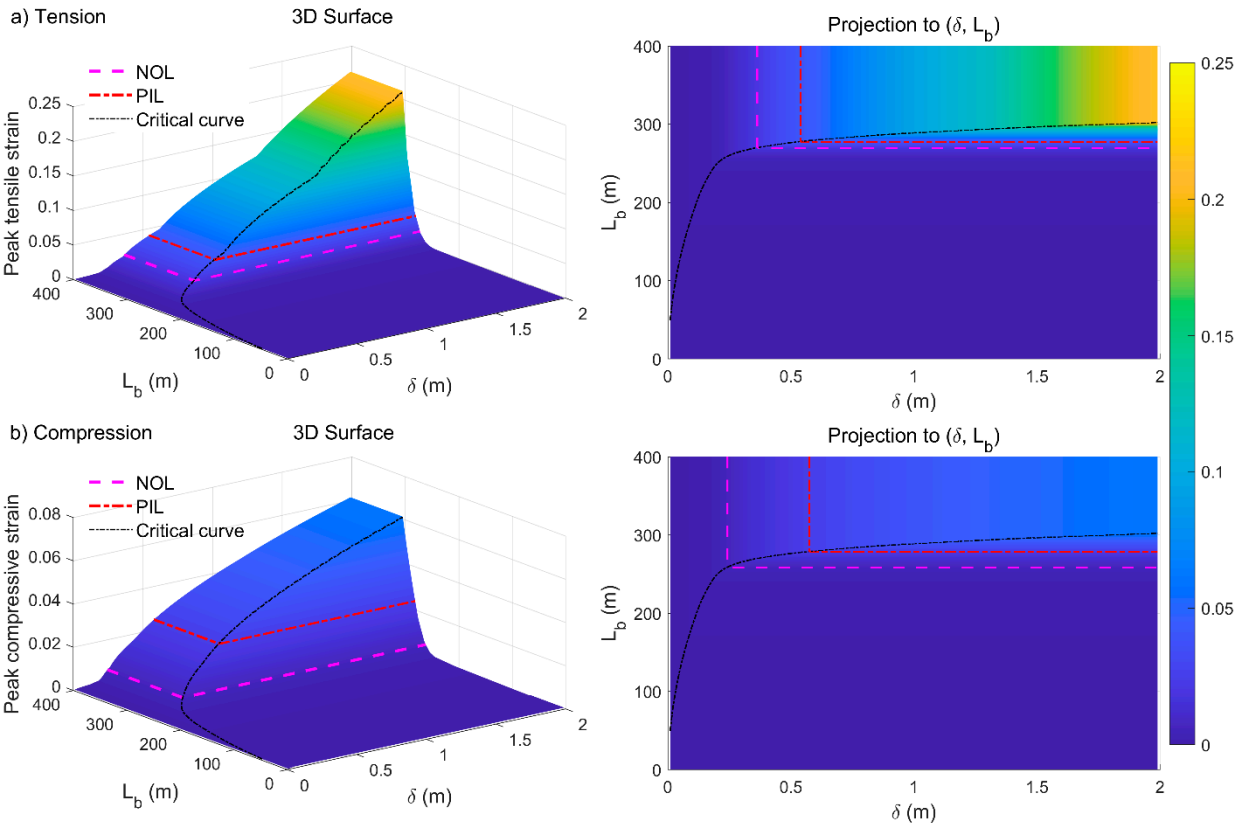 a) Tension
3D Surface
NOL
PIL
Critical curve
Peak tensile strain
0.25
0.2
0.15
0.1
0.05
0
400
300
200
100
0
L_b (m)
0
0.5
1
1.5
2
δ (m)
Projection to (δ, L_b)
400
300
200
100
0
L_b (m)
0
0.5
1
1.5
2
δ (m)
0.25
0.2
0.15
0.1
0.05
0
b) Compression
3D Surface
NOL
PIL
Critical curve
Peak compressive strain
0.08
0.06
0.04
0.02
0
400
300
200
100
0
L_b (m)
0
0.5
1
1.5
2
δ (m)
Projection to (δ, L_b)
400
300
200
100
0
L_b (m)
0
0.5
1
1.5
2
δ (m)